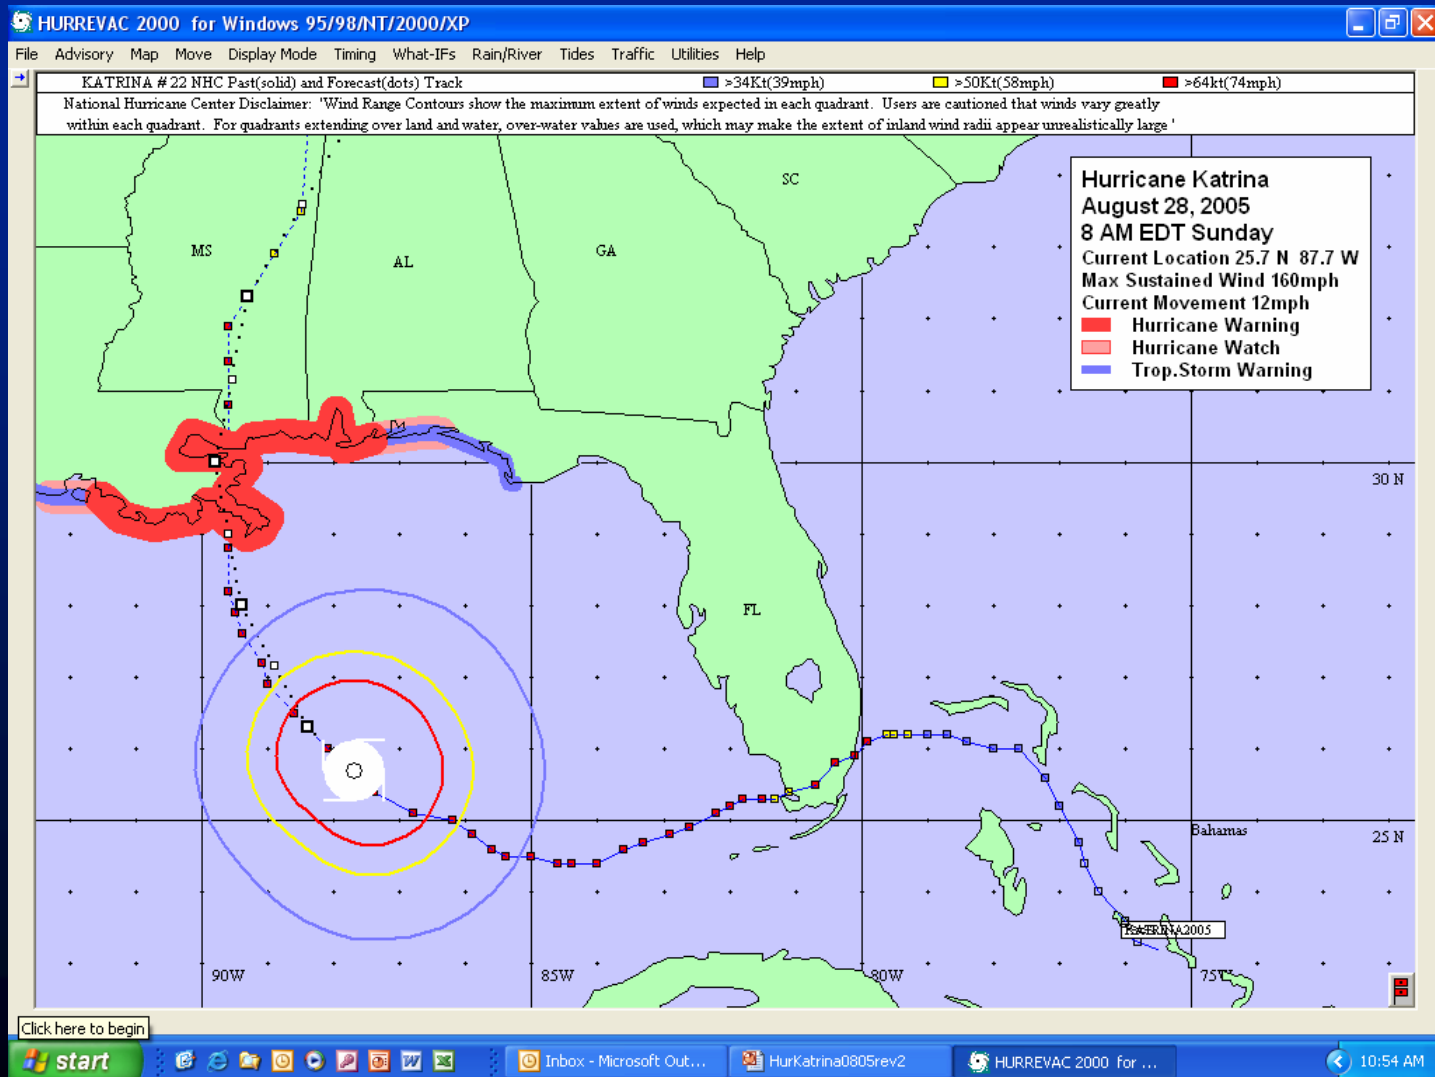 HURREVAC 2000 for Windows 95/98/NT/2000/XP
File Advisory Map Move Display Mode Timing What-IFs Rain/River Tides Traffic Utilities Help
KATRINA # 22 NHC Past(solid) and Forecast(dots) Track >34Kt(39mph) >50Kt(58mph) >64kt(74mph)
National Hurricane Center Disclaimer: 'Wind Range Contours show the maximum extent of winds expected in each quadrant. Users are cautioned that winds vary greatly
within each quadrant. For quadrants extending over land and water, over-water values are used, which may make the extent of inland wind radii appear unrealistically large '
Hurricane Katrina
August 28, 2005
8 AM EDT Sunday
Current Location 25.7 N 87.7 W
Max Sustained Wind 160mph
Current Movement 12mph
Hurricane Warning
Hurricane Watch
Trop.Storm Warning
SC
MS
AL
GA
30 N
FL
Bahamas
25 N
2005
90W
85W
80W
75W
Click here to begin
start
Inbox - Microsoft Out...
HurKatrina0805rev2
HURREVAC 2000 for ...
10:54 AM